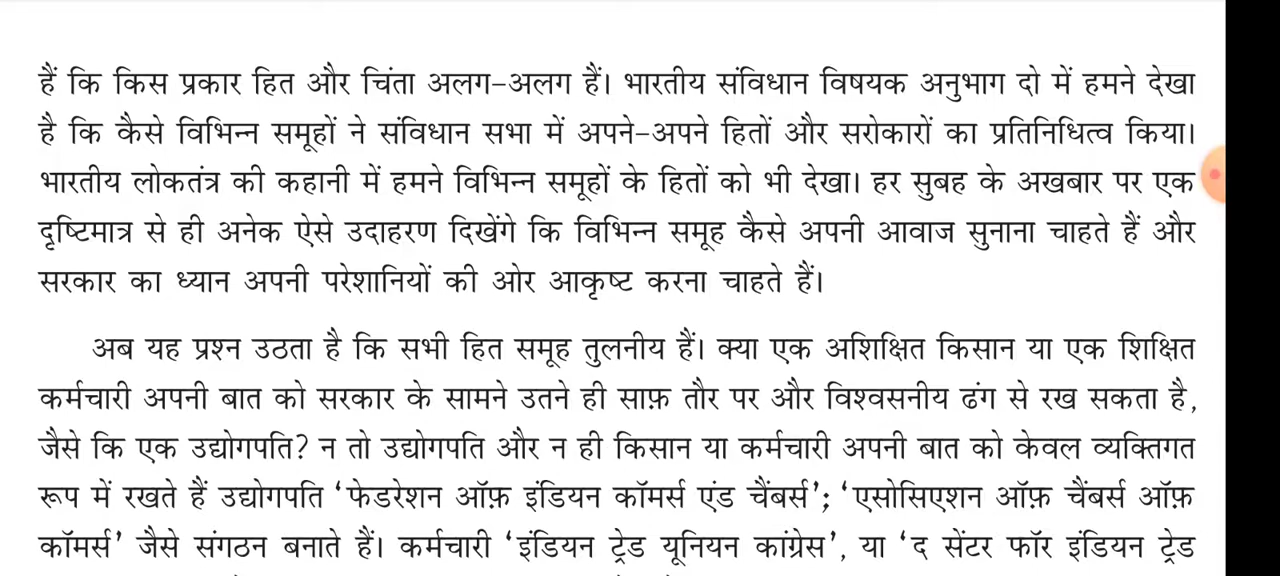 हैं कि किस प्रकार हित और चिंता अलग-अलग हैं। भारतीय संविधान विषयक अनुभाग दो में हमने देखा
है कि कैसे विभिन्न समूहों ने संविधान सभा में अपने-अपने हितों और सरोकारों का प्रतिनिधित्व किया।
भारतीय लोकतंत्र की कहानी में हमने विभिन्न समूहों के हितों को भी देखा। हर सुबह के अखबार पर एक
दृष्टिमात्र से ही अनेक ऐसे उदाहरण दिखेंगे कि विभिन्न समूह कैसे अपनी आवाज सुनाना चाहते हैं और
सरकार का ध्यान अपनी परेशानियों की ओर आकृष्ट करना चाहते हैं।
अब यह प्रश्न उठता है कि सभी हित समूह तुलनीय हैं। क्या एक अशिक्षित किसान या एक शिक्षित
कर्मचारी अपनी बात को सरकार के सामने उतने ही साफ़ तौर पर और विश्वसनीय ढंग से रख सकता है,
जैसे कि एक उद्योगपति? न तो उद्योगपति और न ही किसान या कर्मचारी अपनी बात को केवल व्यक्तिगत
रूप में रखते हैं उद्योगपति ‘फेडरेशन ऑफ़ इंडियन कॉमर्स एंड चैंबर्स’; ‘एसोसिएशन ऑफ़ चैंबर्स ऑफ़
कॉमर्स’ जैसे संगठन बनाते हैं। कर्मचारी ‘इंडियन ट्रेड यूनियन कांग्रेस’, या ‘द सेंटर फॉर इंडियन ट्रेड